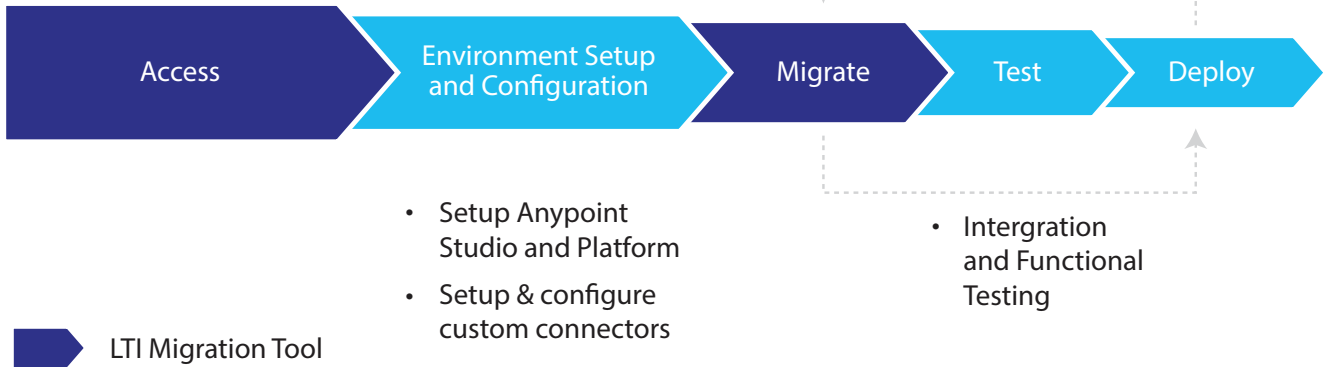 Access
Environment Setup
and Configuration
Migrate
Test
Deploy
• Setup Anypoint
Studio and Platform
• Setup & configure
custom connectors
• Intergration
and Functional
Testing
LTI Migration Tool